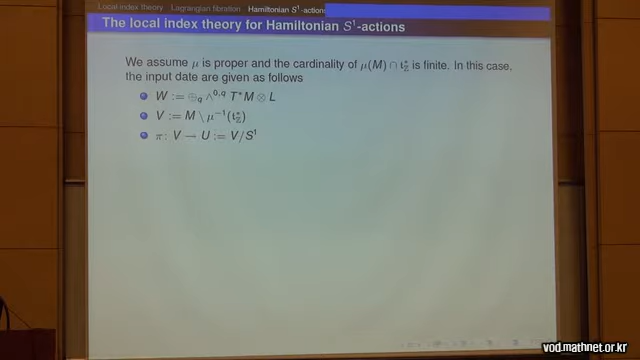 Local index theory Lagrangian fibration Hamiltonian S¹-actions
The local index theory for Hamiltonian S¹-actions
We assume μ is proper and the cardinality of μ(M) ∩ t*_ℤ is finite. In this case,
the input date are given as follows
W := ⊕_q ∧^{0,q} T*M ⊗ L
V := M \ μ⁻¹(t*_ℤ)
π: V → U := V/S¹
vod.mathnet.or.kr